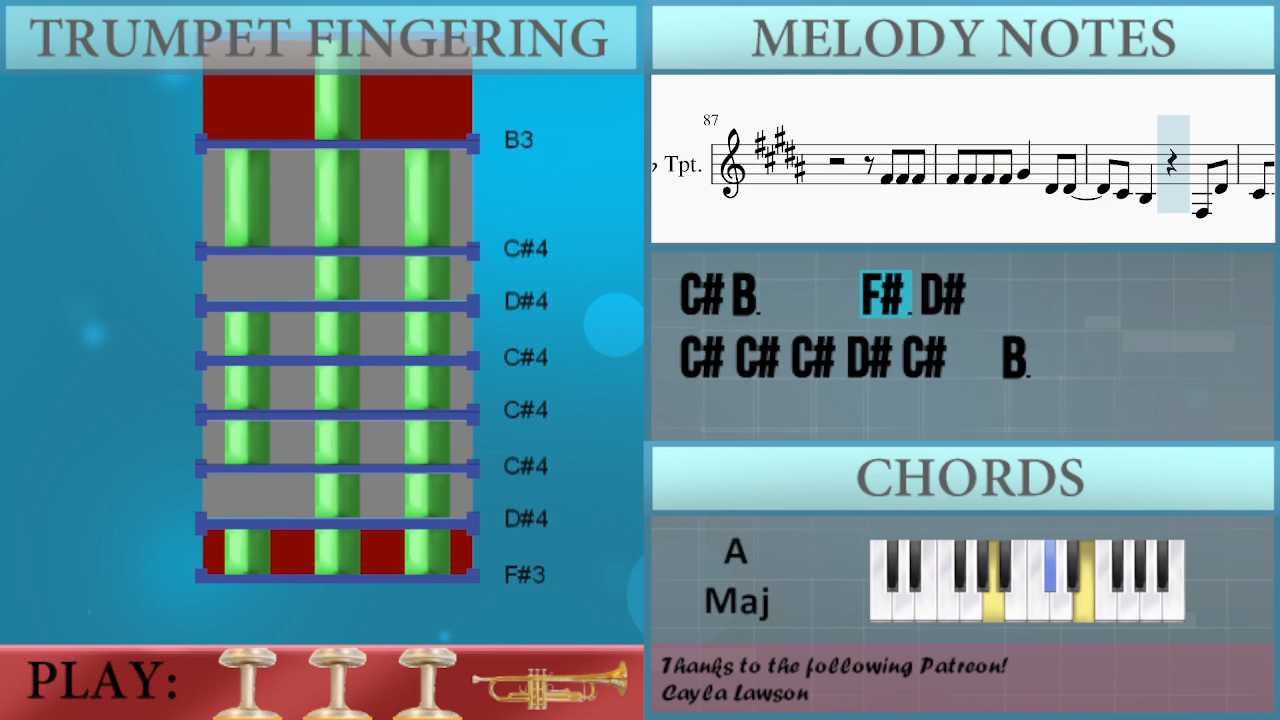 TRUMPET FINGERING
B3
C#4
D#4
C#4
C#4
C#4
D#4
F#3
PLAY:
MELODY NOTES
87
Tpt.
C# B. F#. D#
C# C# C# D# C# B.
CHORDS
A
Maj
Thanks to the following Patreon!
Cayla Lawson